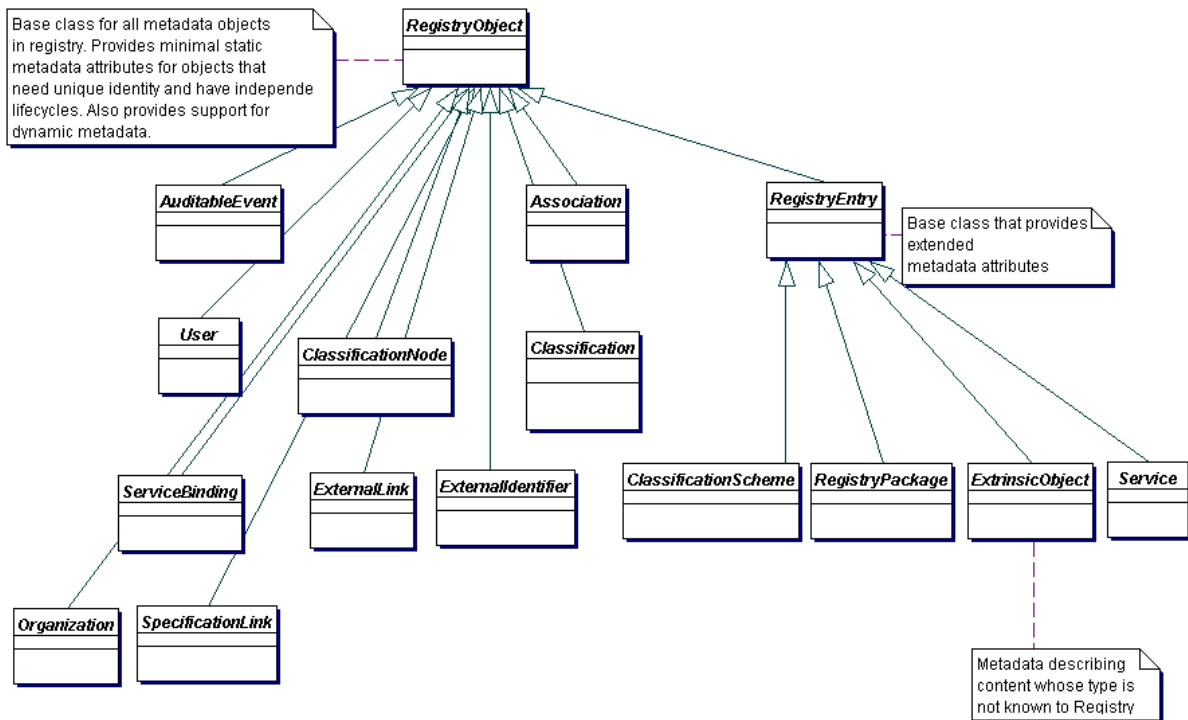 Base class for all metadata objects
in registry. Provides minimal static
metadata attributes for objects that
need unique identity and have independe
lifecycles. Also provides support for
dynamic metadata.
RegistryObject
AuditableEvent
Association
RegistryEntry
Base class that provides
extended
metadata attributes
User
ClassificationNode
Classification
ServiceBinding
ExternalLink
ExternalIdentifier
ClassificationScheme
RegistryPackage
ExtrinsicObject
Service
Organization
SpecificationLink
Metadata describing
content whose type is
not known to Registry